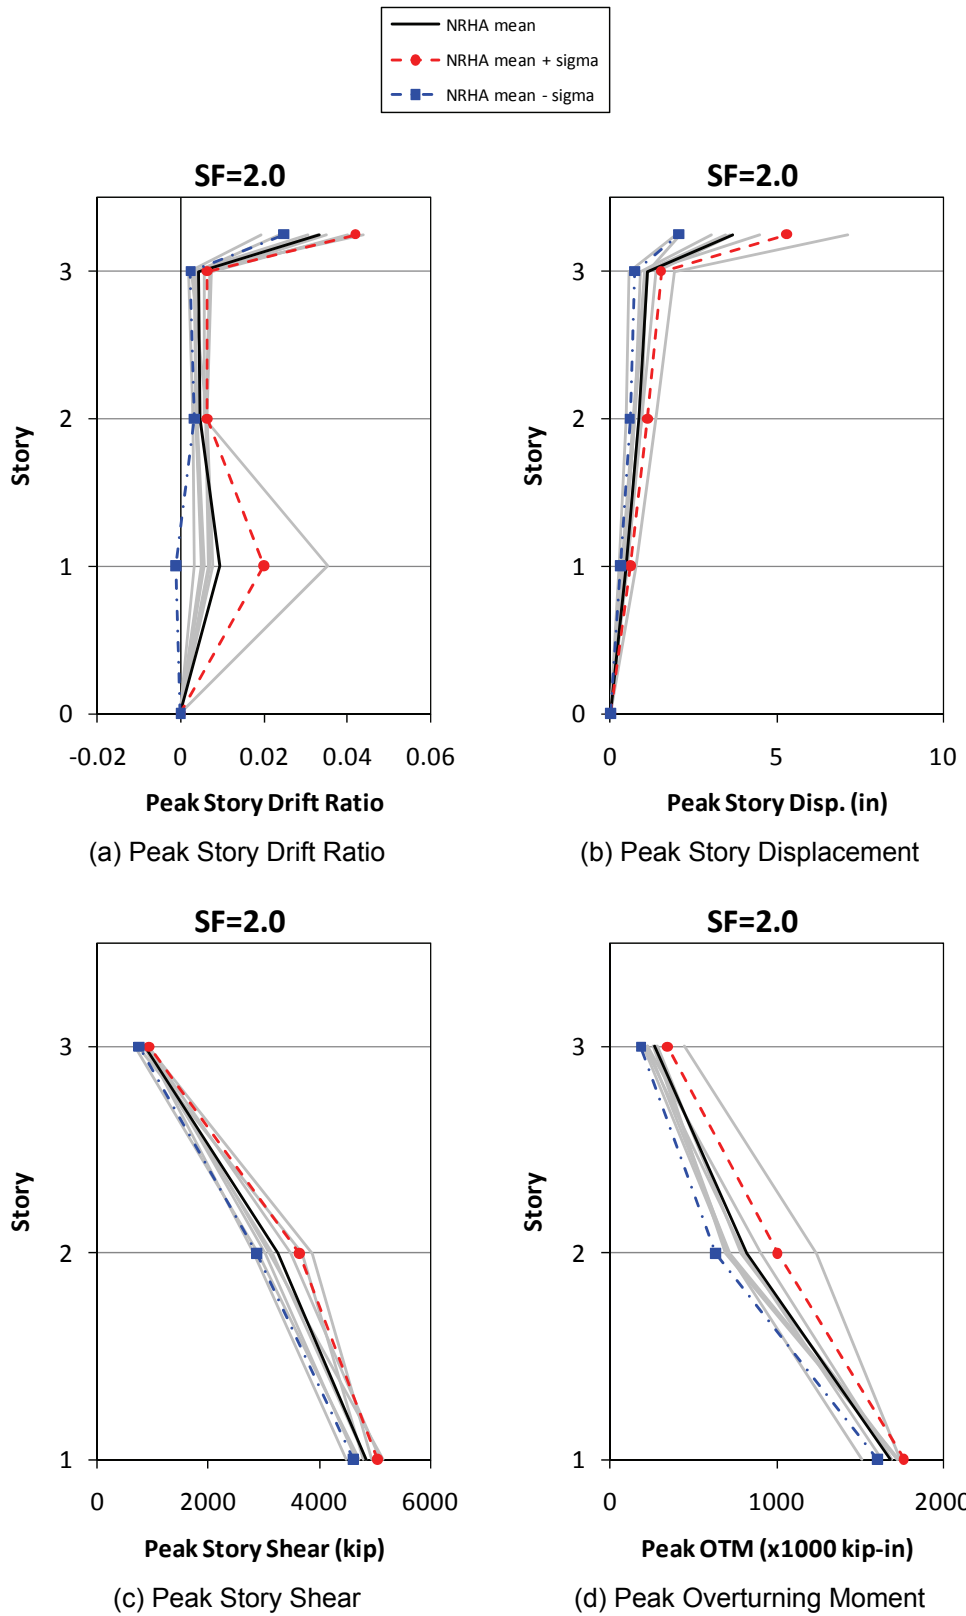 NRHA mean
NRHA mean + sigma
NRHA mean - sigma
SF=2.0
Story
3
2
1
0
-0.02 0 0.02 0.04 0.06
Peak Story Drift Ratio
(a) Peak Story Drift Ratio
SF=2.0
Story
3
2
1
0
0 5 10
Peak Story Disp. (in)
(b) Peak Story Displacement
SF=2.0
Story
3
2
1
0 2000 4000 6000
Peak Story Shear (kip)
(c) Peak Story Shear
SF=2.0
Story
3
2
1
0 1000 2000
Peak OTM (x1000 kip-in)
(d) Peak Overturning Moment